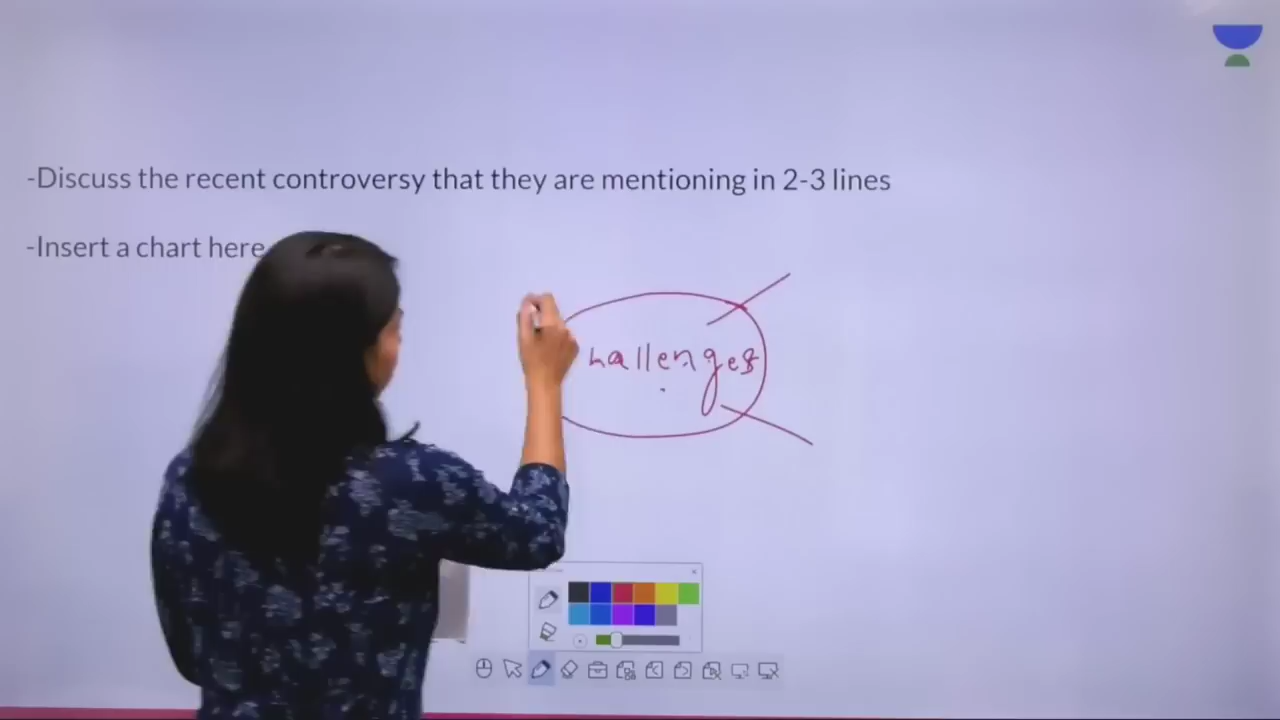 -Discuss the recent controversy that they are mentioning in 2-3 lines
-Insert a chart here
hallenges